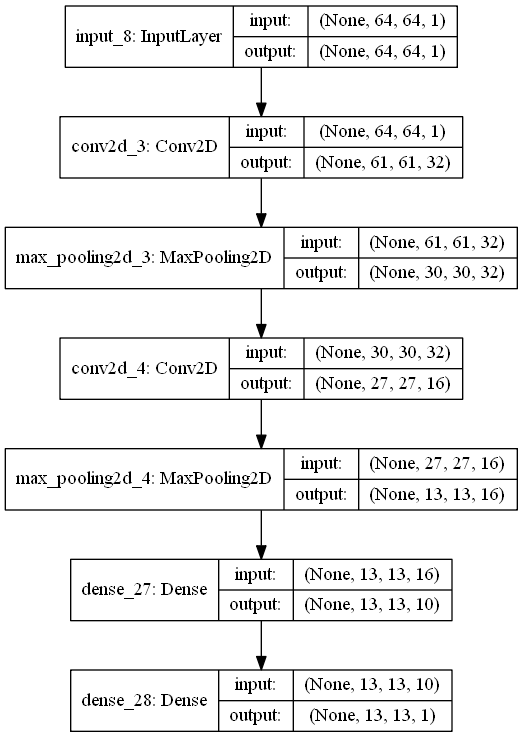 input_8: InputLayer
input: (None, 64, 64, 1)
output: (None, 64, 64, 1)
conv2d_3: Conv2D
input: (None, 64, 64, 1)
output: (None, 61, 61, 32)
max_pooling2d_3: MaxPooling2D
input: (None, 61, 61, 32)
output: (None, 30, 30, 32)
conv2d_4: Conv2D
input: (None, 30, 30, 32)
output: (None, 27, 27, 16)
max_pooling2d_4: MaxPooling2D
input: (None, 27, 27, 16)
output: (None, 13, 13, 16)
dense_27: Dense
input: (None, 13, 13, 16)
output: (None, 13, 13, 10)
dense_28: Dense
input: (None, 13, 13, 10)
output: (None, 13, 13, 1)